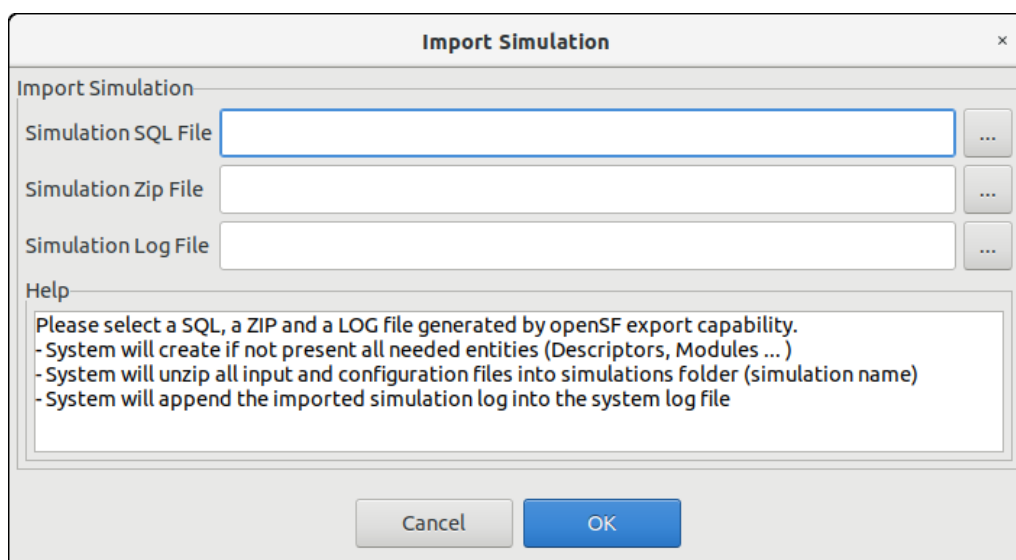 Import Simulation ×
Import Simulation
Simulation SQL File ...
Simulation Zip File ...
Simulation Log File ...
Help
Please select a SQL, a ZIP and a LOG file generated by openSF export capability.
- System will create if not present all needed entities (Descriptors, Modules ... )
- System will unzip all input and configuration files into simulations folder (simulation name)
- System will append the imported simulation log into the system log file
Cancel OK